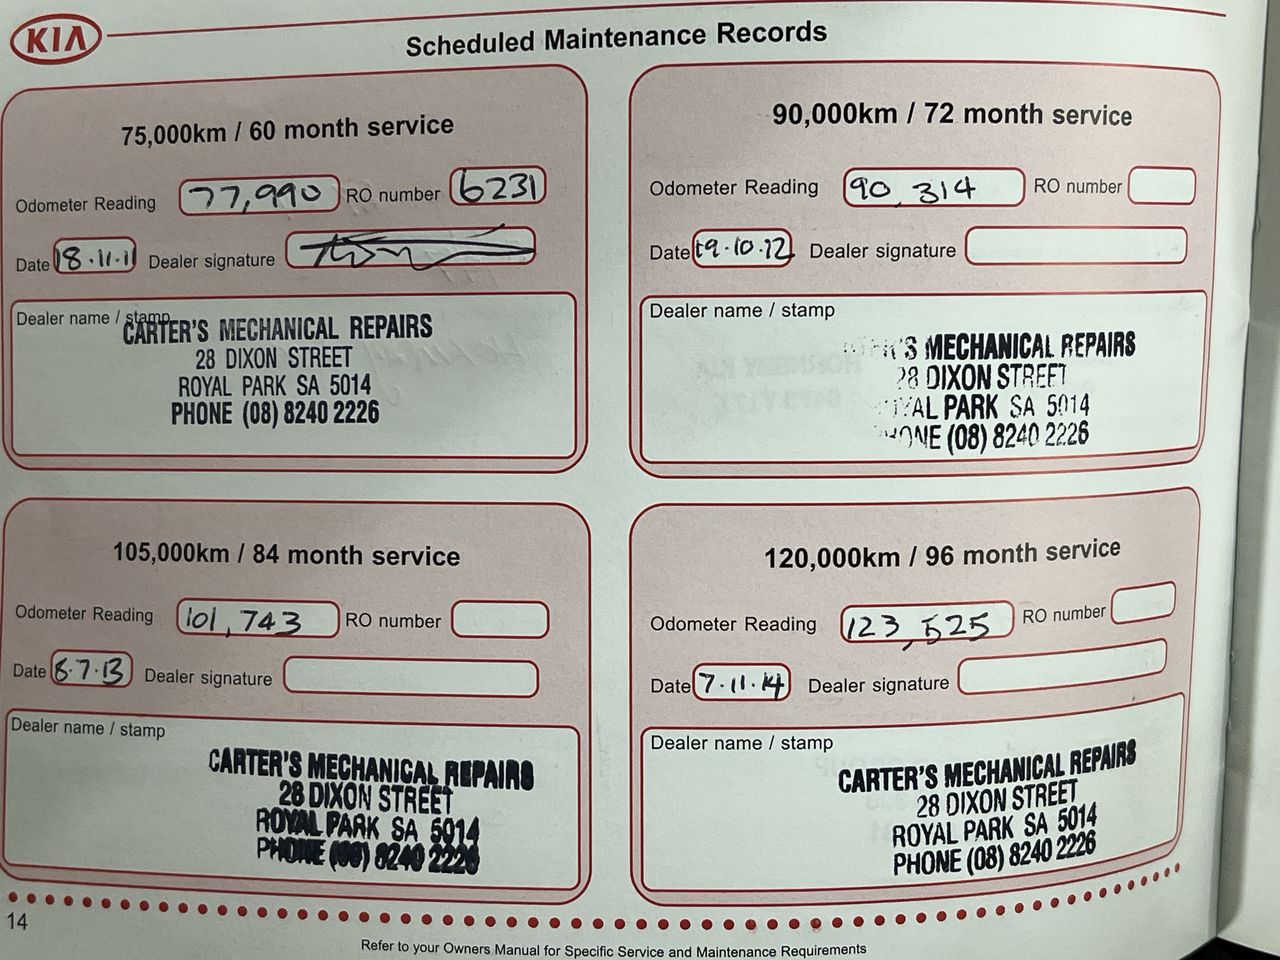 KIA
Scheduled Maintenance Records
75,000km / 60 month service
Odometer Reading 77,990 RO number 6231
Date 18.11.11 Dealer signature
Dealer name / stamp
CARTER'S MECHANICAL REPAIRS
28 DIXON STREET
ROYAL PARK SA 5014
PHONE (08) 8240 2226
90,000km / 72 month service
Odometer Reading 90,314 RO number
Date 19.10.12 Dealer signature
Dealer name / stamp
'S MECHANICAL REPAIRS
28 DIXON STREET
PARK SA 5014
PHONE (08) 8240 2226
105,000km / 84 month service
Odometer Reading 101,743 RO number
Date 8.7.13 Dealer signature
Dealer name / stamp
CARTER'S MECHANICAL REPAIRS
28 DIXON STREET
ROYAL PARK SA 5014
PHONE (08) 8240 2226
120,000km / 96 month service
Odometer Reading 123,525 RO number
Date 7.11.14 Dealer signature
Dealer name / stamp
CARTER'S MECHANICAL REPAIRS
28 DIXON STREET
ROYAL PARK SA 5014
PHONE (08) 8240 2226
14
Refer to your Owners Manual for Specific Service and Maintenance Requirements